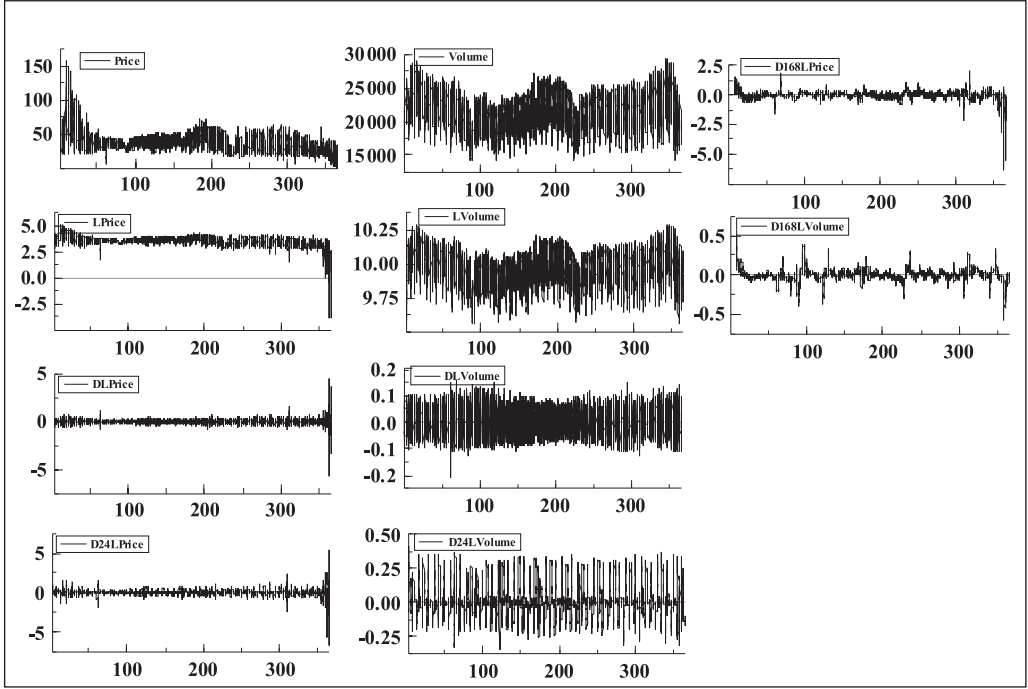 Price
150
100
50
100 200 300
Volume
30 000
25 000
20 000
15 000
100 200 300
D168LPrice
2.5
0.0
-2.5
-5.0
100 200 300
LPrice
5.0
2.5
0.0
-2.5
100 200 300
LVolume
10.25
10.00
9.75
100 200 300
D168LVolume
0.5
0.0
-0.5
100 200 300
DLPrice
5
0
-5
100 200 300
DLVolume
0.2
0.1
0.0
-0.1
-0.2
100 200 300
D24LPrice
5
0
-5
100 200 300
D24LVolume
0.50
0.25
0.00
-0.25
100 200 300